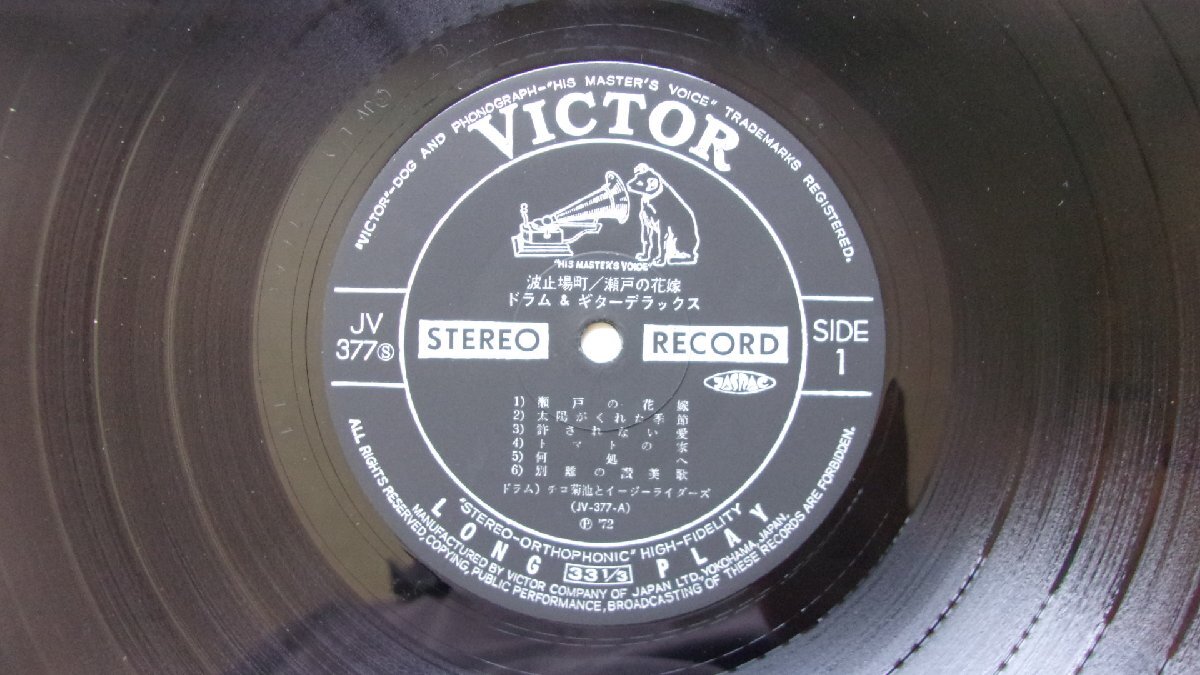 "VICTOR"-DOG AND PHONOGRAPH-"HIS MASTER'S VOICE" TRADEMARKS REGISTERED.
VICTOR
"HIS MASTER'S VOICE"
波止場町/瀬戸の花嫁
ドラム & ギターデラックス
JV
377Ⓢ
STEREO RECORD
SIDE
1
JASRAC
1) 瀬戸の花嫁
2) 太陽がくれた季節
3) 許されない愛
4) トマトの家
5) 何処へ
6) 別離の讃美歌
ドラム) チコ菊池とイージーライダーズ
(JV-377-A)
Ⓟ '72
"STEREO-ORTHOPHONIC" HIGH-FIDELITY
LONG 33 1/3 PLAY
MANUFACTURED BY VICTOR COMPANY OF JAPAN LTD., YOKOHAMA, JAPAN.
ALL RIGHTS RESERVED, COPYING, PUBLIC PERFORMANCE, BROADCASTING OF THESE RECORDS ARE FORBIDDEN.